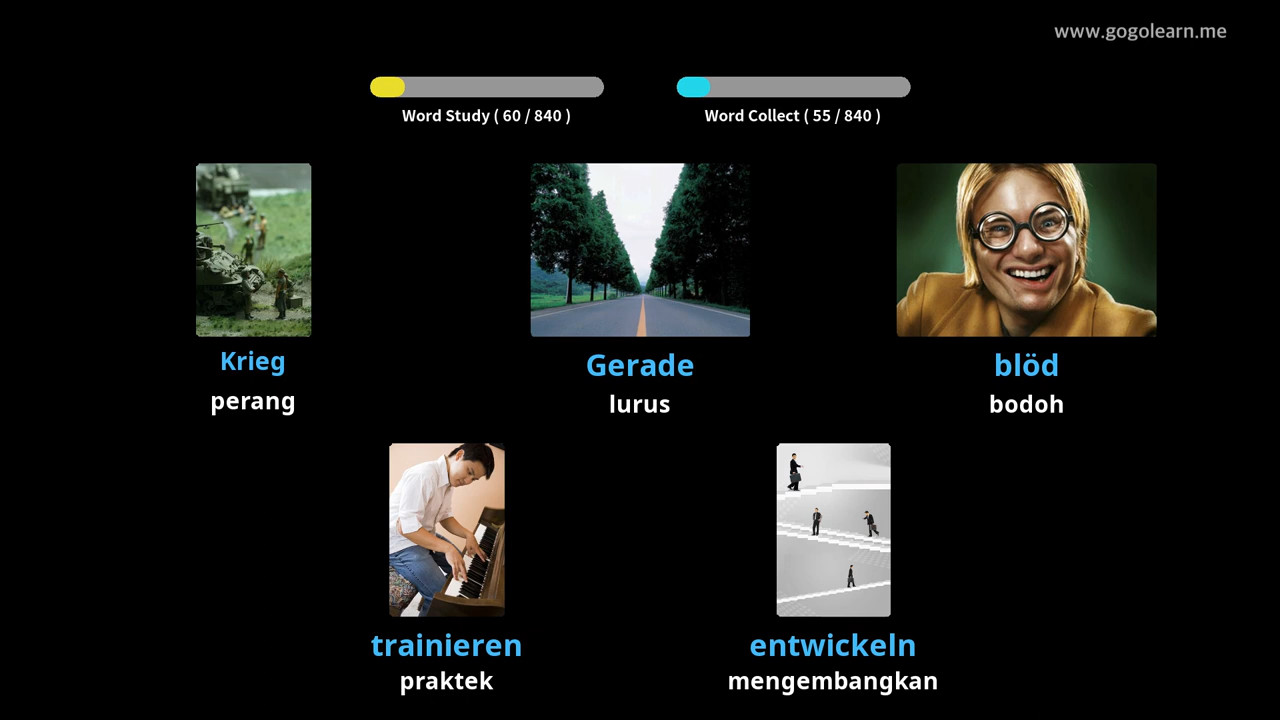 www.gogolearn.me
Word Study ( 60 / 840 )
Word Collect ( 55 / 840 )
Krieg
perang
Gerade
lurus
blöd
bodoh
trainieren
praktek
entwickeln
mengembangkan